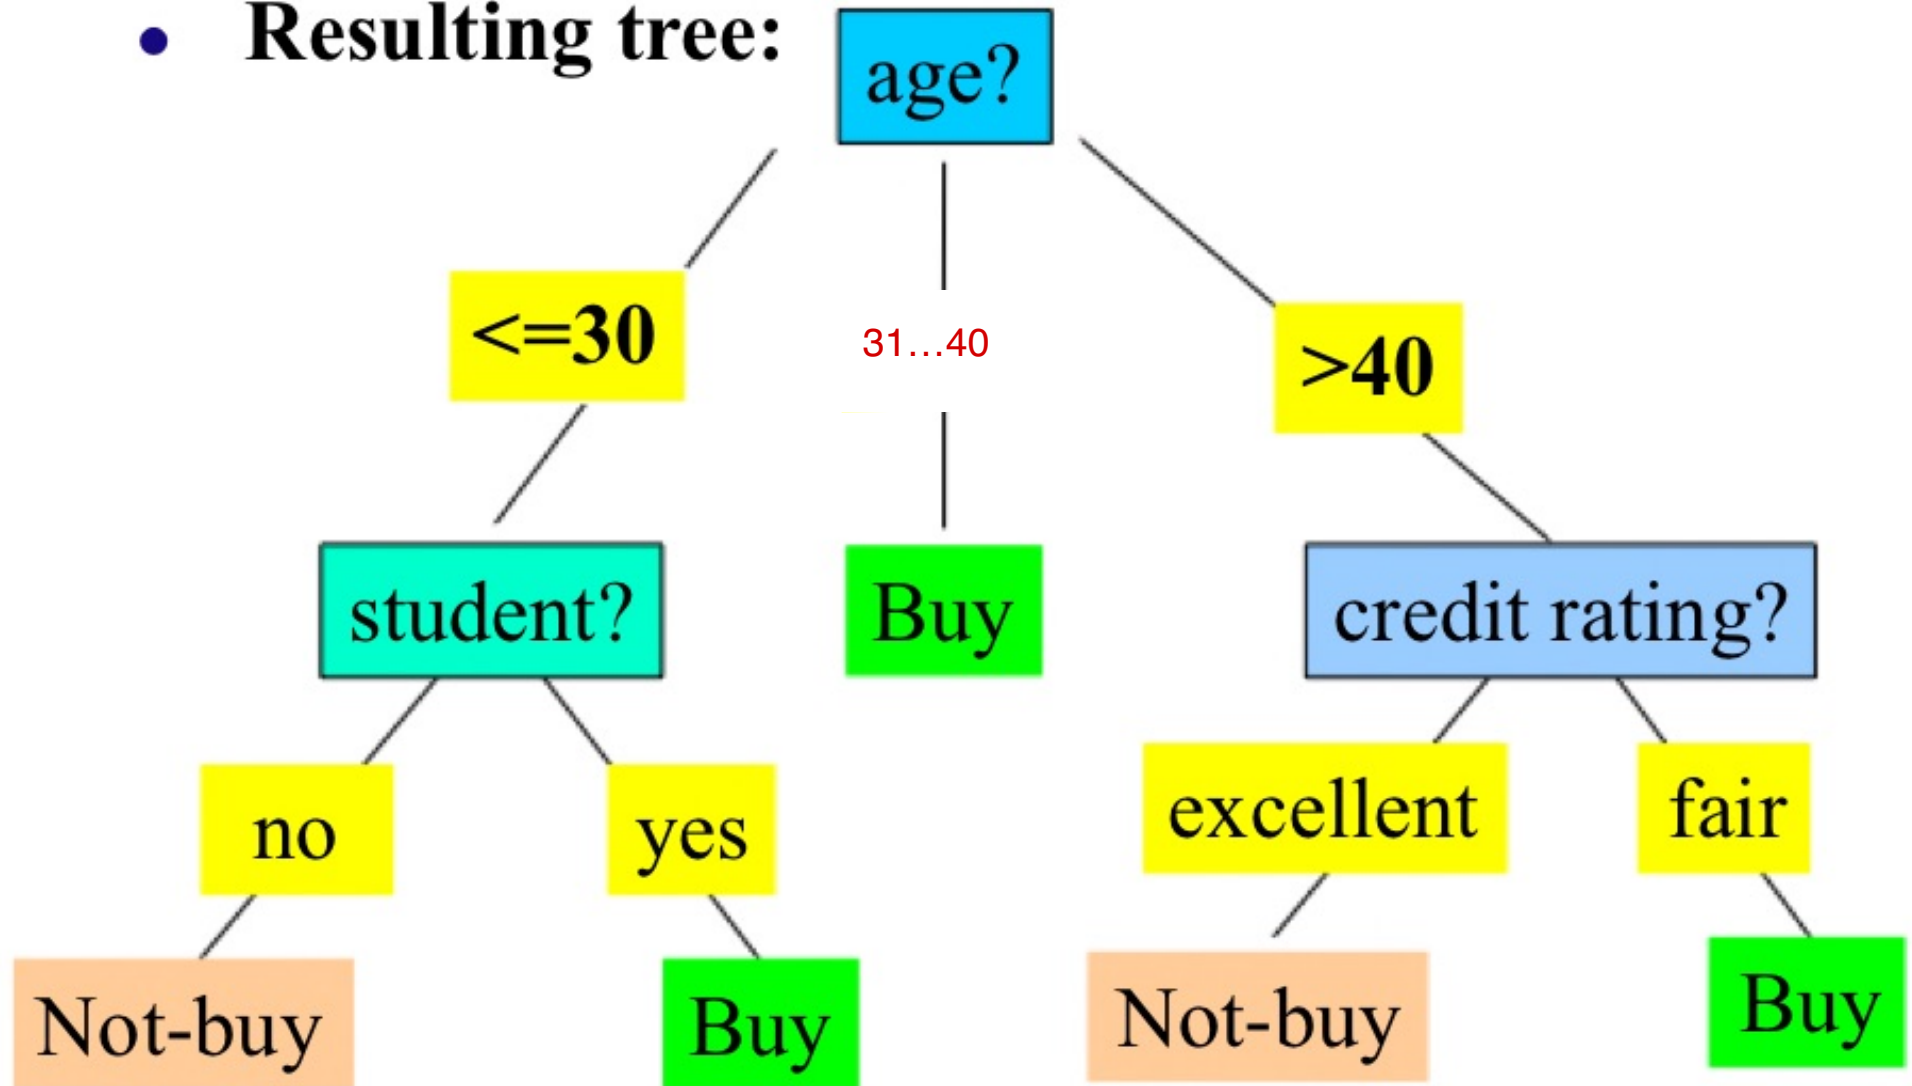 • Resulting tree:
age?
<=30
31...40
>40
student?
Buy
credit rating?
no
yes
excellent
fair
Not-buy
Buy
Not-buy
Buy